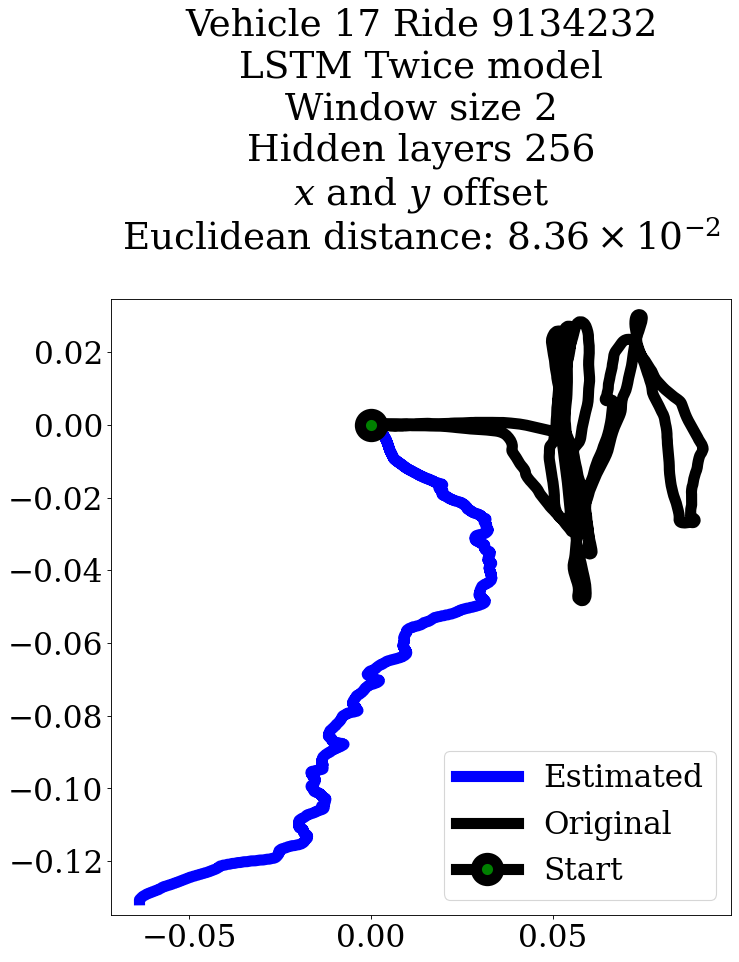 Vehicle 17 Ride 9134232
LSTM Twice model
Window size 2
Hidden layers 256
x and y offset
Euclidean distance: 8.36 × 10⁻²
0.02
0.00
−0.02
−0.04
−0.06
−0.08
−0.10
−0.12
−0.05
0.00
0.05
Estimated
Original
Start